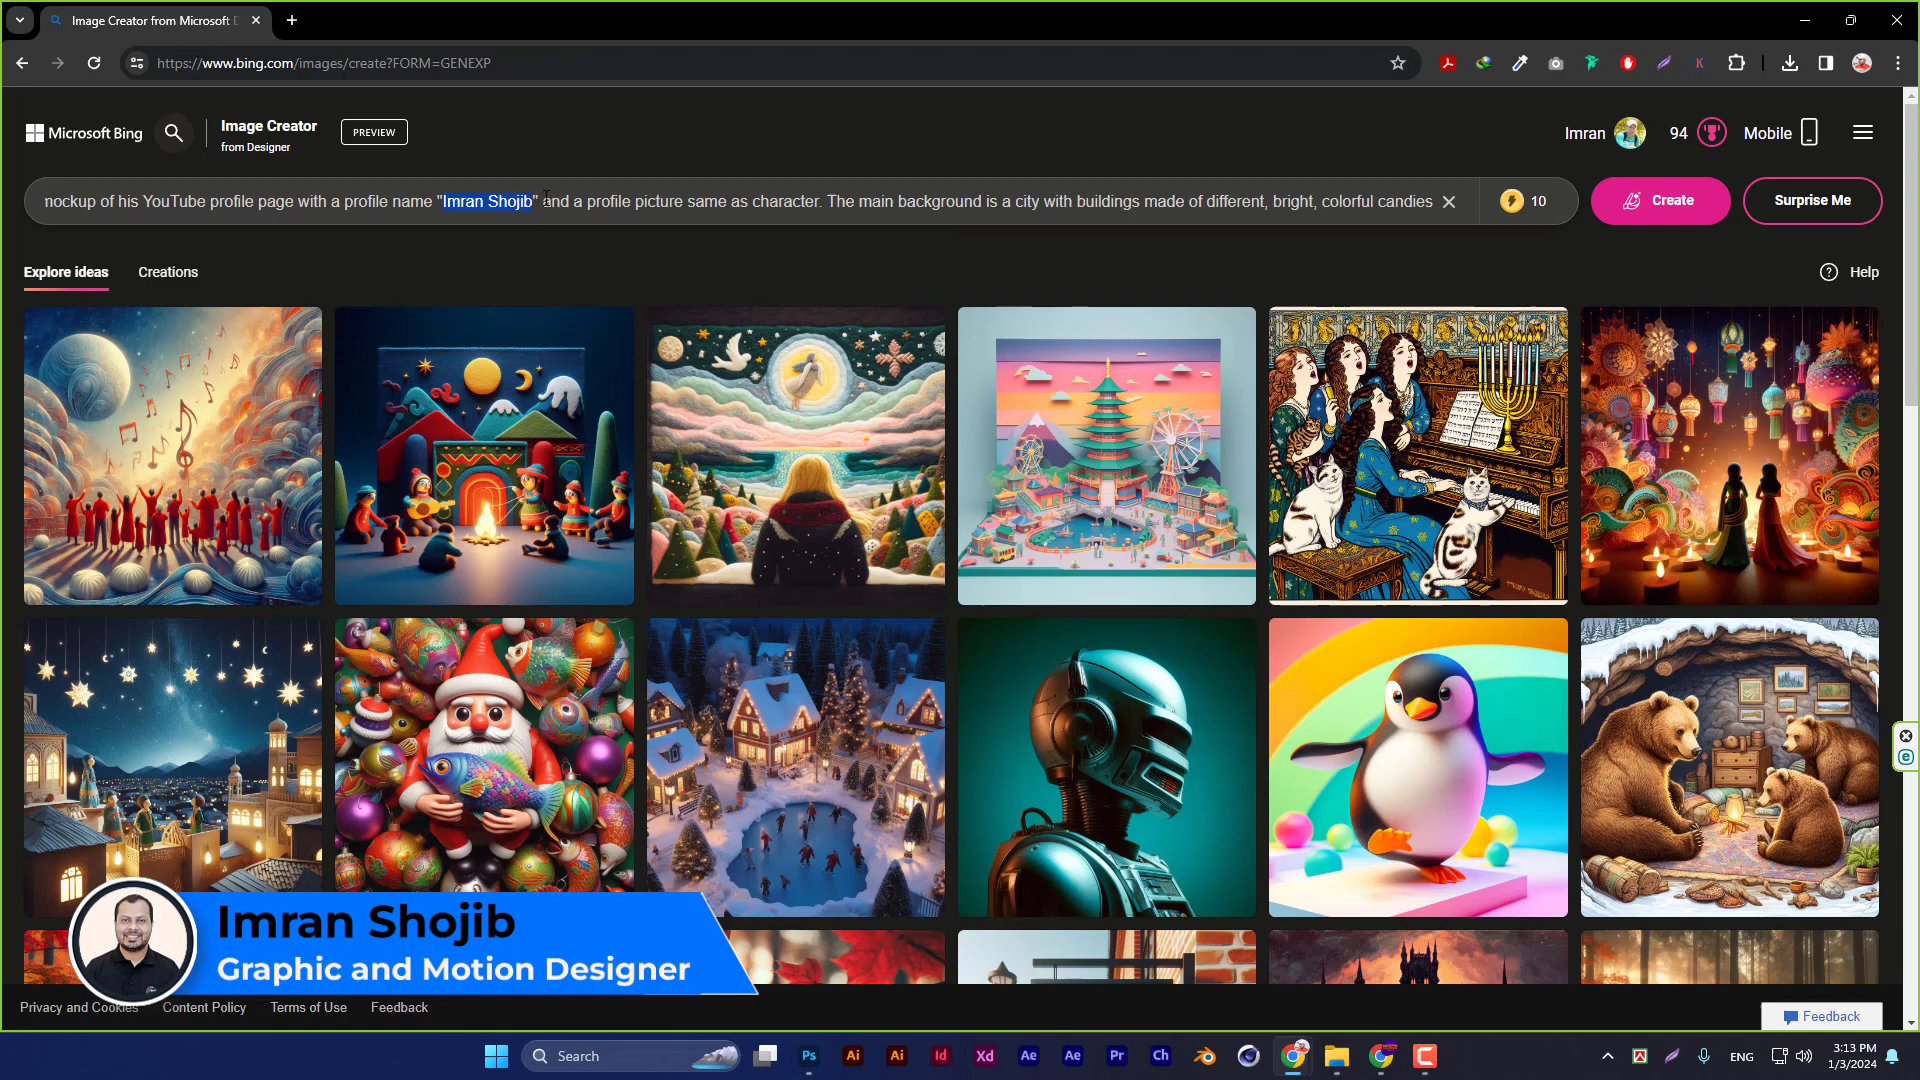 Image Creator from Microsoft D
https://www.bing.com/images/create?FORM=GENEXP
Microsoft Bing
Image Creator
from Designer
PREVIEW
Imran
94
Mobile
mockup of his YouTube profile page with a profile name "Imran Shojib" and a profile picture same as character. The main background is a city with buildings made of different, bright, colorful candies
10
Create
Surprise Me
Explore ideas
Creations
Help
Imran Shojib
Graphic and Motion Designer
Privacy and Cookies
Content Policy
Terms of Use
Feedback
Feedback
Search
Ps
Ai
Ai
Id
Xd
Ae
Ae
Pr
Ch
ENG
3:13 PM
1/3/2024